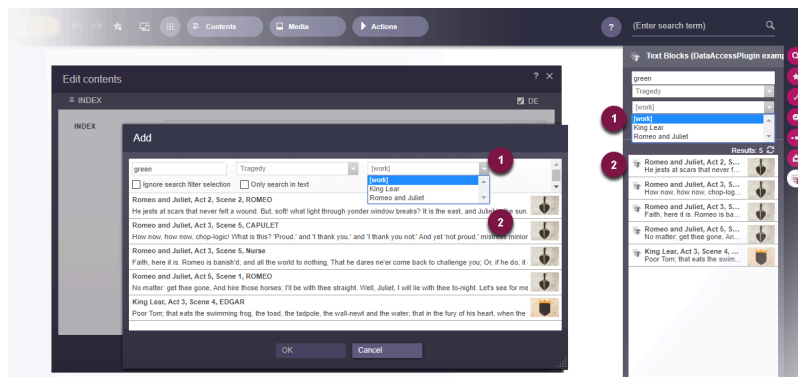 Contents
Media
Actions
?
(Enter search term)
Edit contents
? ×
INDEX
DE
INDEX
Add
green
Tragedy
[work]
1
Ignore search filter selection
Only search in text
[work]
King Lear
Romeo and Juliet
2
Romeo and Juliet, Act 2, Scene 2, ROMEO
He jests at scars that never felt a wound. But, soft! what light through yonder window breaks? It is the east, and Juliet is the sun.
Romeo and Juliet, Act 3, Scene 5, CAPULET
How now, how now, chop-logic! What is this? 'Proud,' and 'I thank you,' and 'I thank you not;' And yet 'not proud,' mistress minior
Romeo and Juliet, Act 3, Scene 5, Nurse
Faith, here it is. Romeo is banish'd; and all the world to nothing, That he dares ne'er come back to challenge you; Or, if he do, it
Romeo and Juliet, Act 5, Scene 1, ROMEO
No matter: get thee gone, And hire those horses; I'll be with thee straight. Well, Juliet, I will lie with thee to-night. Let's see for me
King Lear, Act 3, Scene 4, EDGAR
Poor Tom; that eats the swimming frog, the toad, the tadpole, the wall-newt and the water; that in the fury of his heart, when the
OK
Cancel
Text Blocks (DataAccessPlugin examp
green
Tragedy
[work]
1
[work]
King Lear
Romeo and Juliet
Results: 5
2
Romeo and Juliet, Act 2, S...
He jests at scars that never f...
Romeo and Juliet, Act 3, S...
How now, how now, chop-log...
Romeo and Juliet, Act 3, S...
Faith, here it is. Romeo is ba...
Romeo and Juliet, Act 5, S...
No matter: get thee gone, An...
King Lear, Act 3, Scene 4, ...
Poor Tom; that eats the swim...